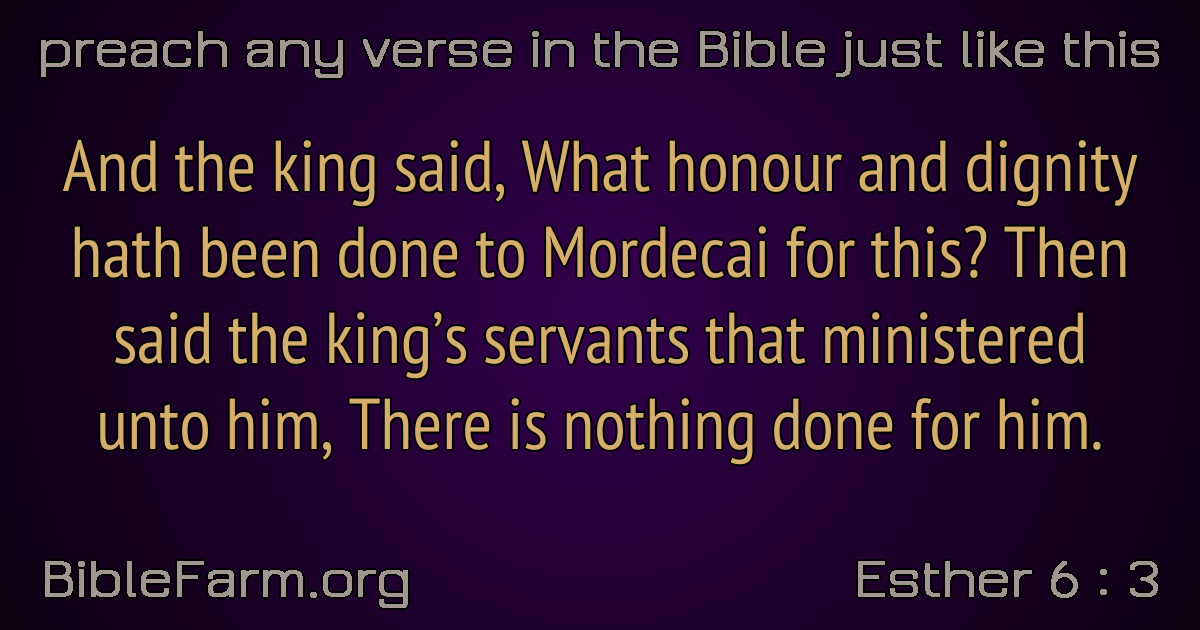 preach any verse in the Bible just like this
And the king said, What honour and dignity
hath been done to Mordecai for this? Then
said the king’s servants that ministered
unto him, There is nothing done for him.
BibleFarm.org
Esther 6 : 3